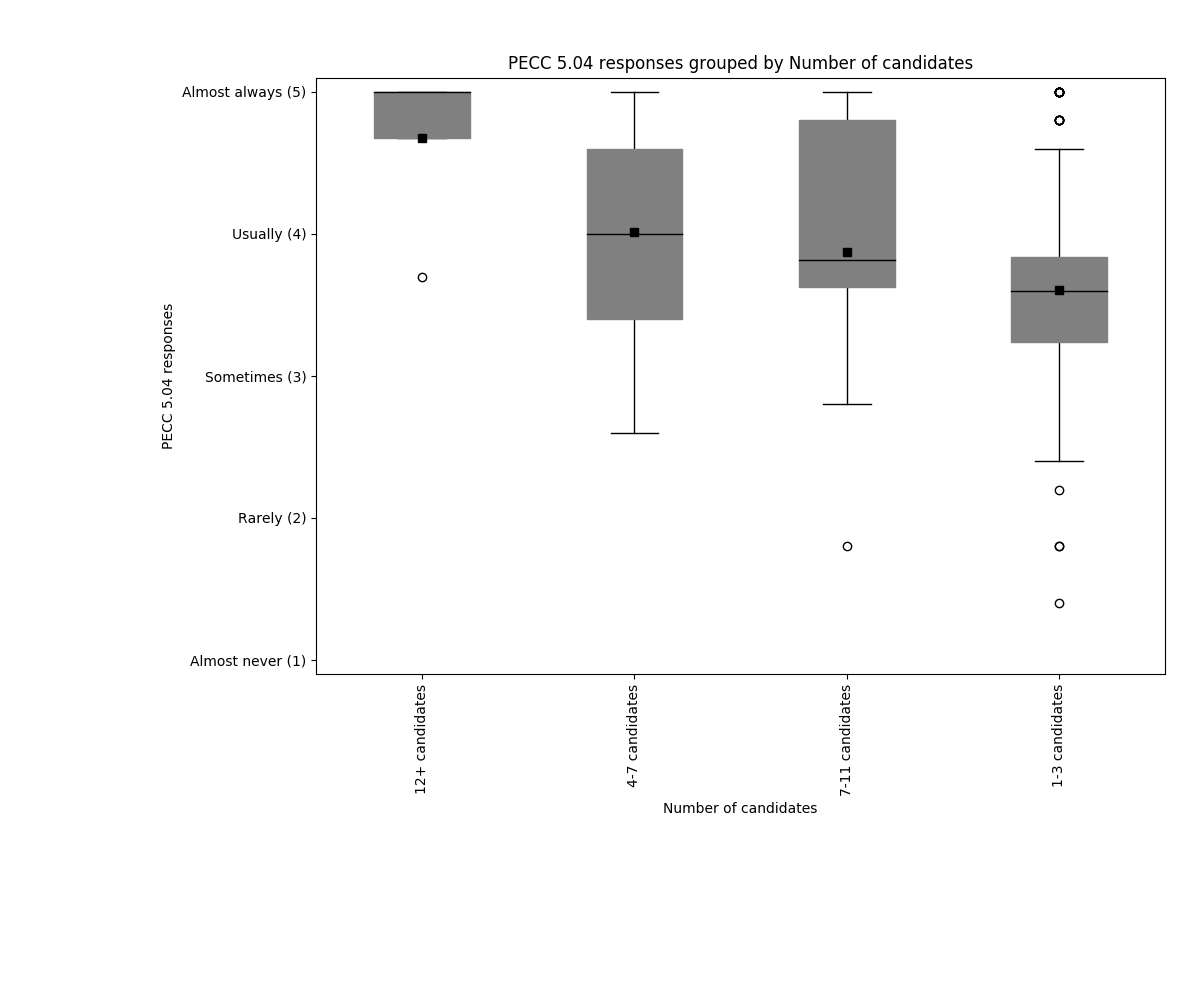 PECC 5.04 responses grouped by Number of candidates
Almost always (5)
Usually (4)
Sometimes (3)
Rarely (2)
Almost never (1)
PECC 5.04 responses
12+ candidates
4-7 candidates
7-11 candidates
1-3 candidates
Number of candidates